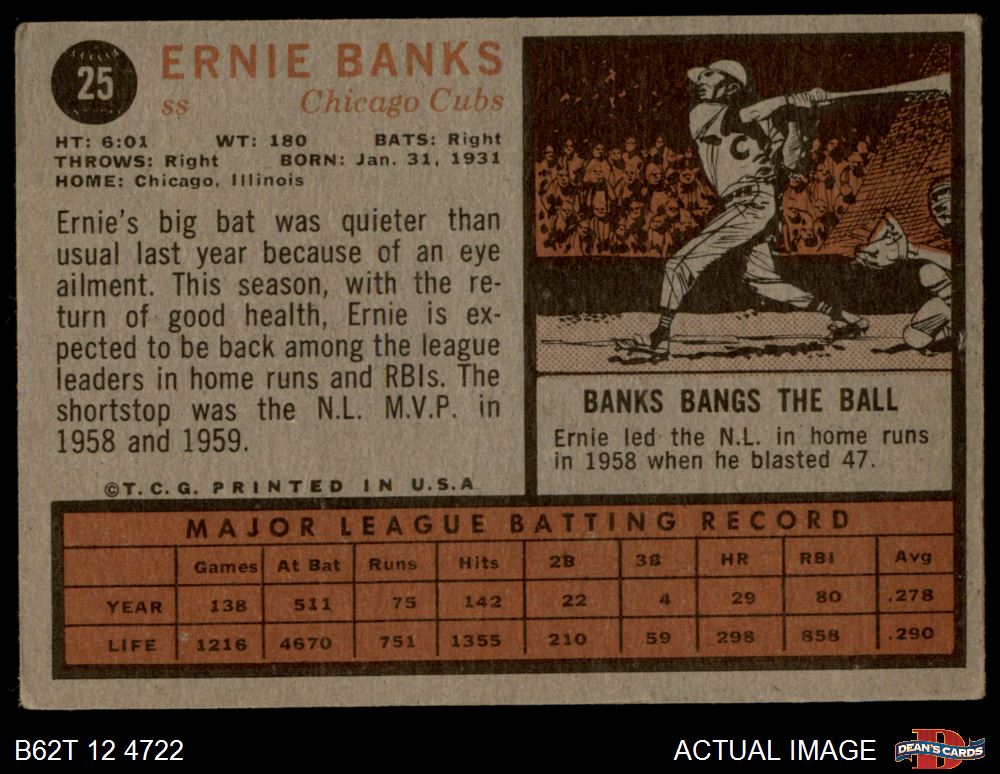 25
ERNIE BANKS
ss Chicago Cubs
HT: 6:01 WT: 180 BATS: Right
THROWS: Right BORN: Jan. 31, 1931
HOME: Chicago, Illinois
Ernie's big bat was quieter than
usual last year because of an eye
ailment. This season, with the re-
turn of good health, Ernie is ex-
pected to be back among the league
leaders in home runs and RBIs. The
shortstop was the N.L. M.V.P. in
1958 and 1959.
©T.C.G. PRINTED IN U.S.A
C
BANKS BANGS THE BALL
Ernie led the N.L. in home runs
in 1958 when he blasted 47.
MAJOR LEAGUE BATTING RECORD
Games At Bat Runs Hits 2B 3B HR RBI Avg
YEAR 138 511 75 142 22 4 29 80 .278
LIFE 1216 4670 751 1355 210 59 298 858 .290
B62T 12 4722
ACTUAL IMAGE
D
DEAN'S CARDS